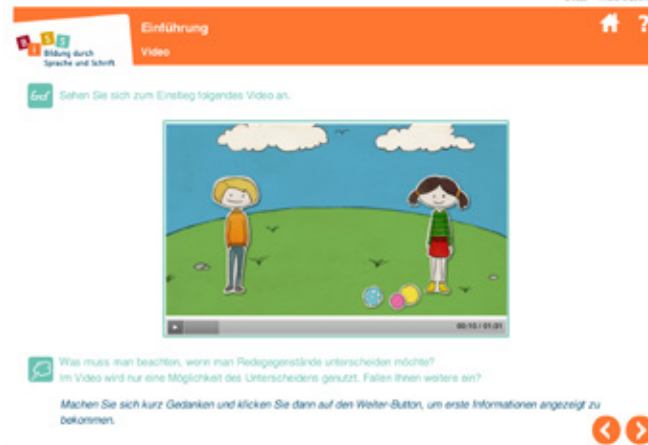 Einführung
?
BiSS
Bildung durch
Sprache und Schrift
Video
Sehen Sie sich zum Einstieg folgendes Video an.
00:10 / 01:01
Was muss man beachten, wenn man Redegegenstände unterscheiden möchte?
Im Video wird nur eine Möglichkeit des Unterscheidens genutzt. Fallen Ihnen weitere ein?
Machen Sie sich kurz Gedanken und klicken Sie dann auf den Weiter-Button, um erste Informationen angezeigt zu
bekommen.